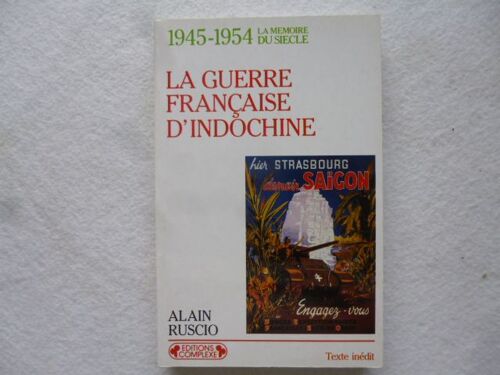 1945-1954 LA MEMOIRE
DU SIECLE
LA GUERRE
FRANÇAISE
D'INDOCHINE
hier STRASBOURG
demain SAIGON
Engagez-vous
ALAIN
RUSCIO
EDITIONS
COMPLEXE
Texte inédit